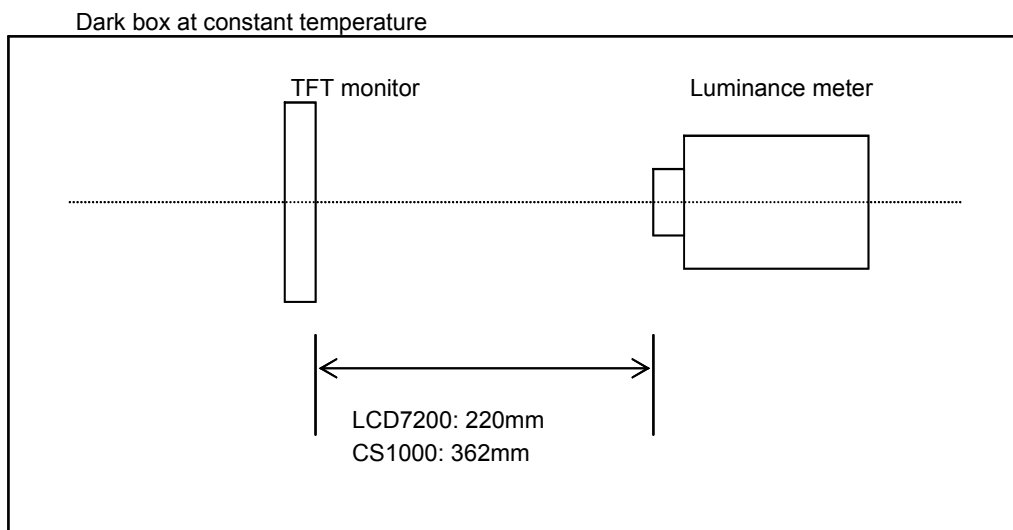 Dark box at constant temperature
TFT monitor
Luminance meter
LCD7200: 220mm
CS1000: 362mm